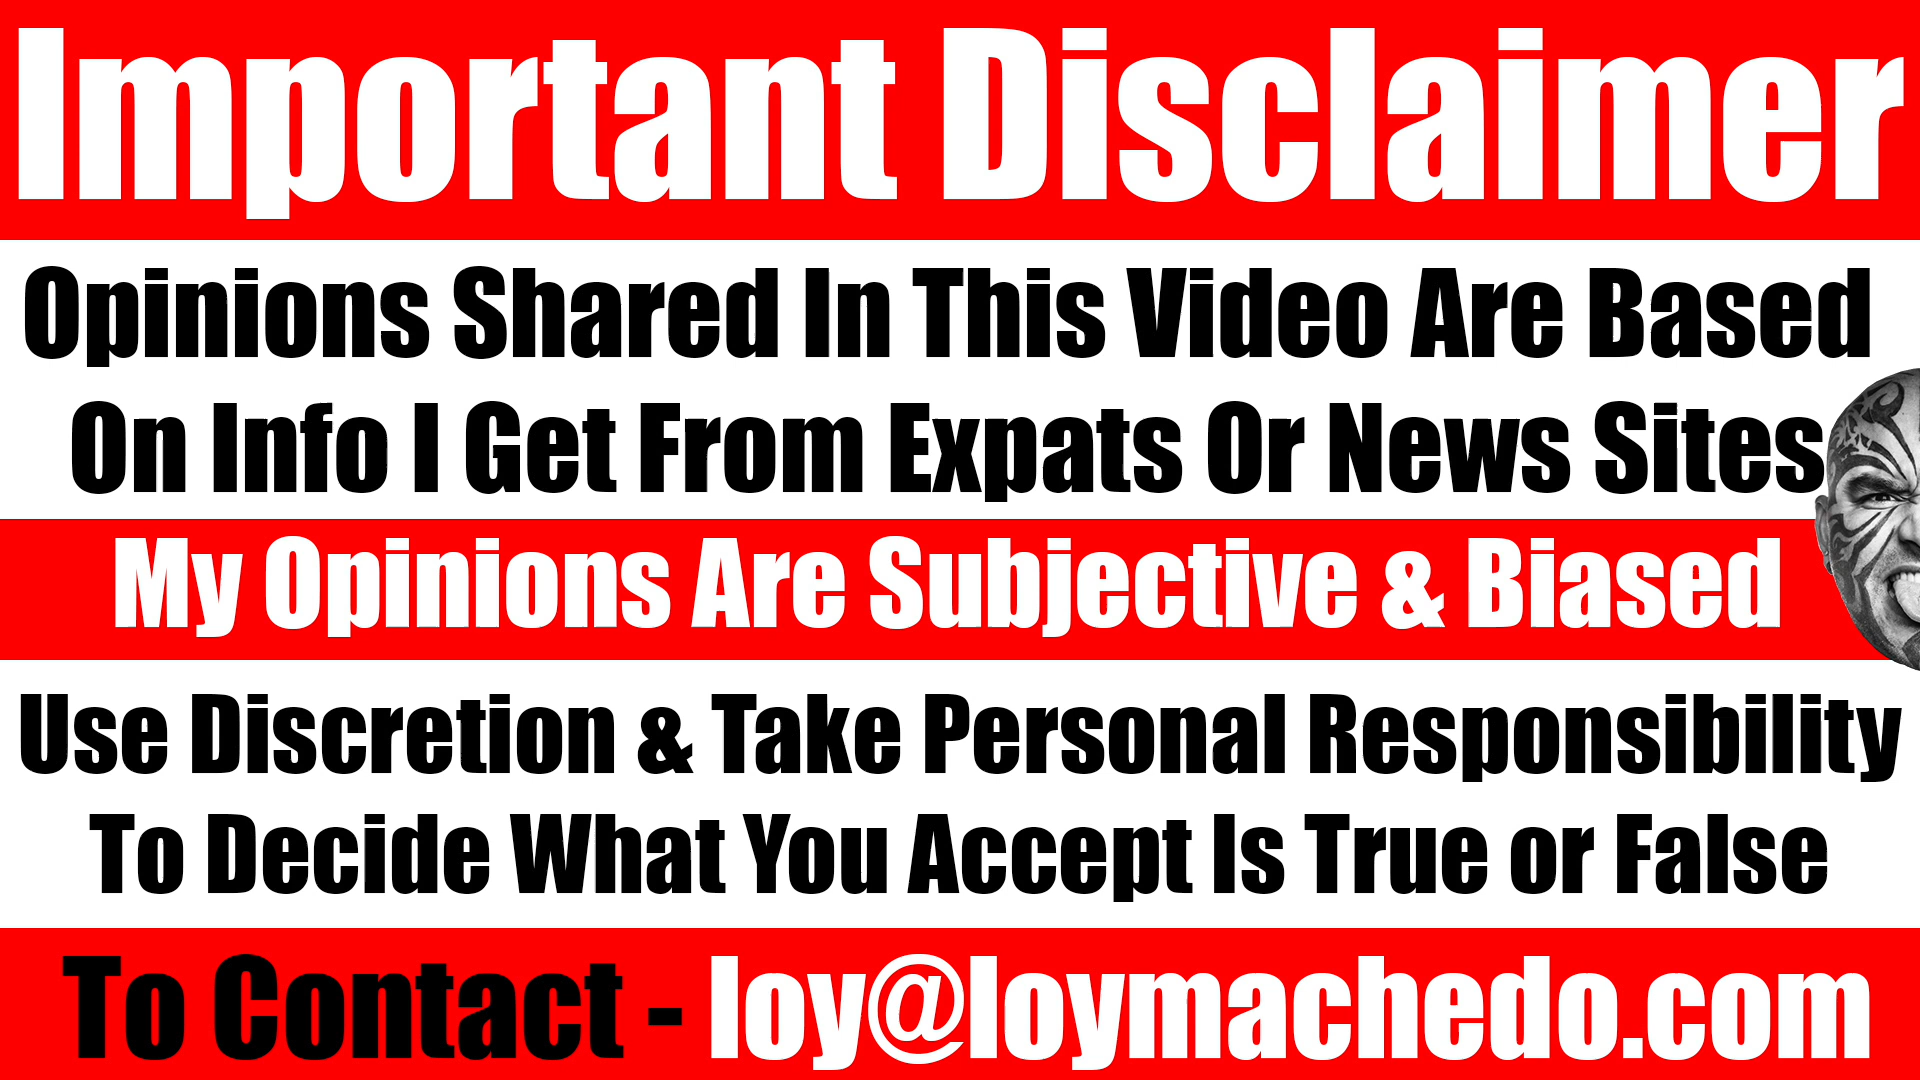 Important Disclaimer
Opinions Shared In This Video Are Based
On Info I Get From Expats Or News Sites
My Opinions Are Subjective & Biased
Use Discretion & Take Personal Responsibility
To Decide What You Accept Is True or False
To Contact - loy@loymachedo.com